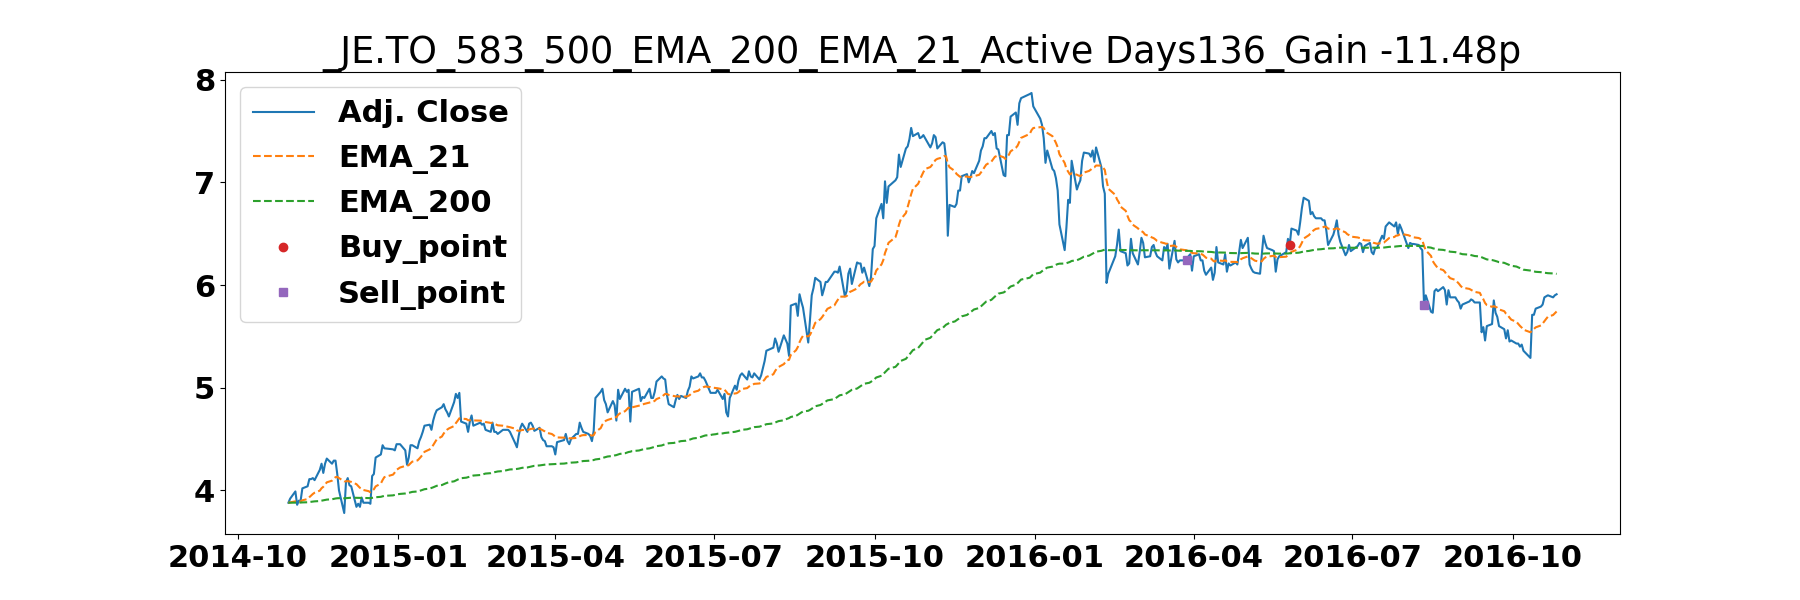 _JE.TO_583_500_EMA_200_EMA_21_Active Days136_Gain -11.48p
8
7
6
5
4
Adj. Close
EMA_21
EMA_200
Buy_point
Sell_point
2014-10 2015-01 2015-04 2015-07 2015-10 2016-01 2016-04 2016-07 2016-10